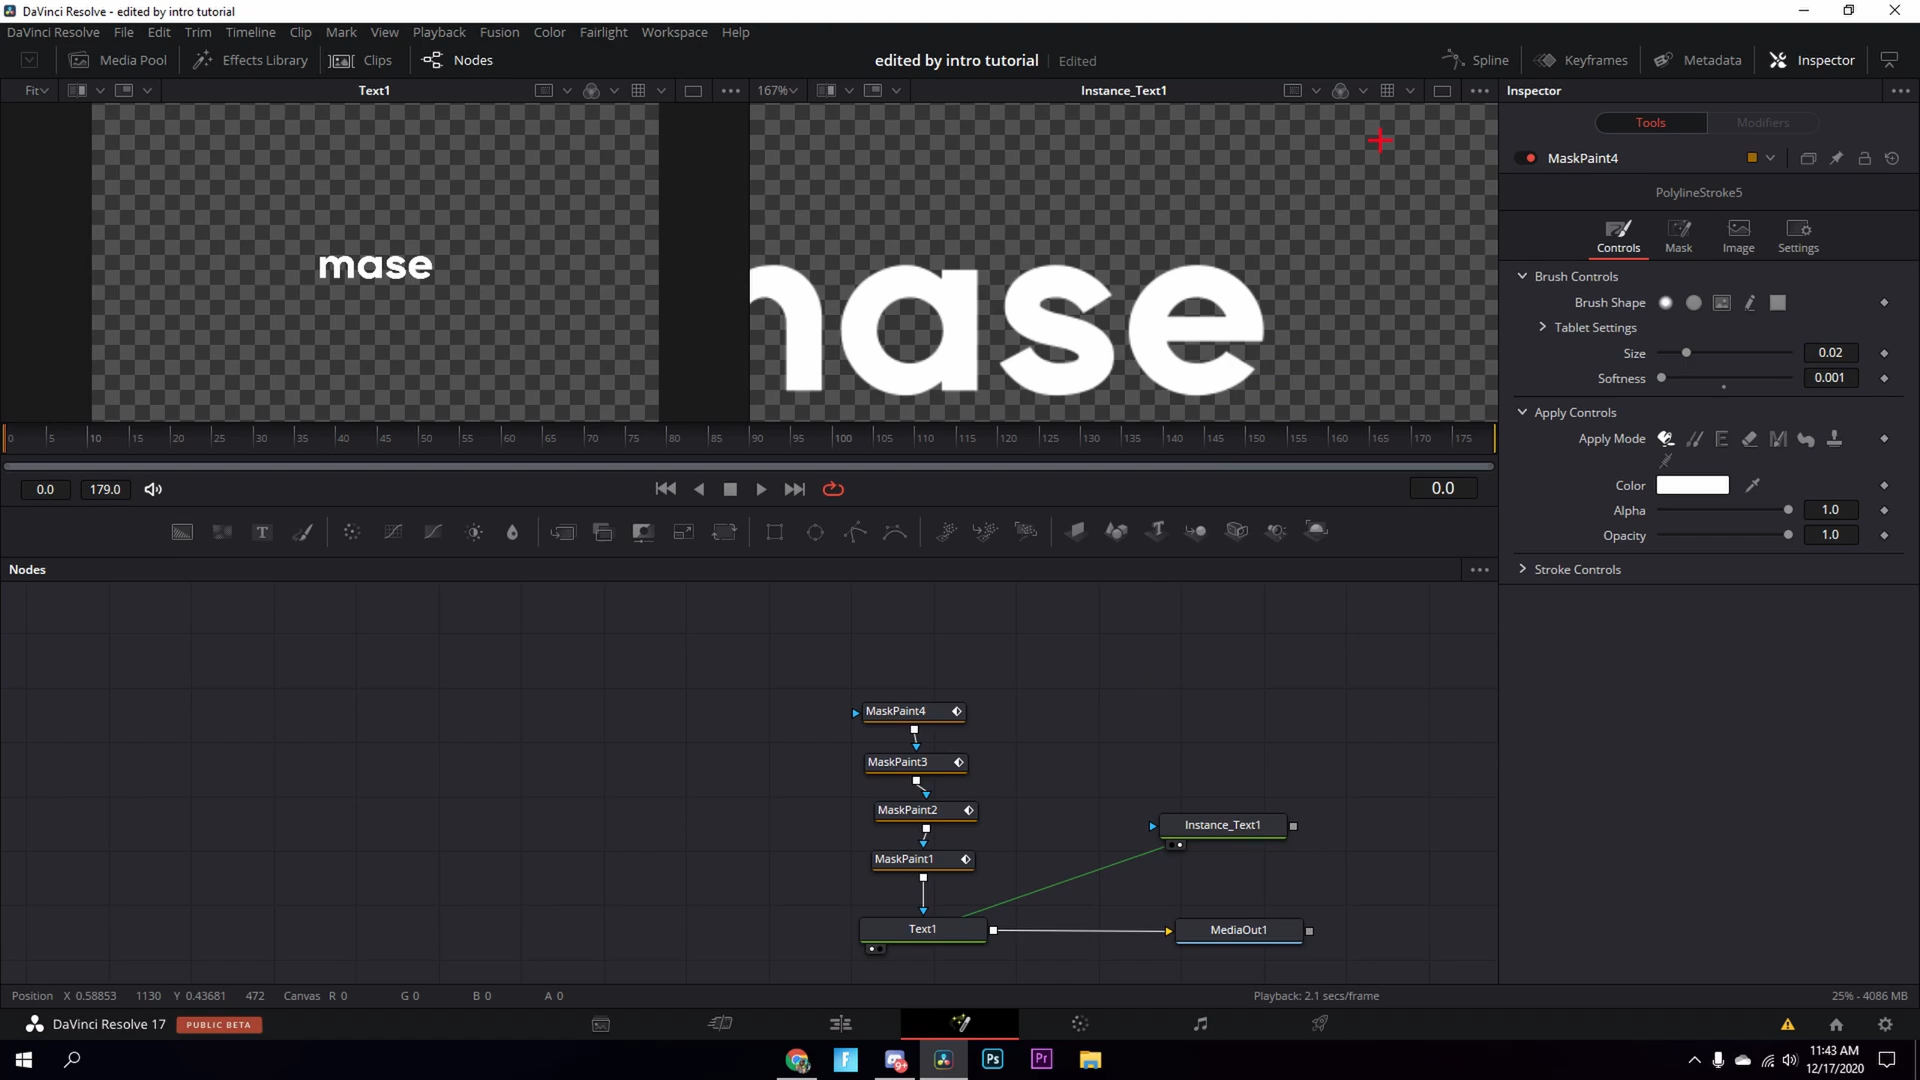 DaVinci Resolve - edited by intro tutorial
DaVinci Resolve File Edit Trim Timeline Clip Mark View Playback Fusion Color Fairlight Workspace Help
Media Pool Effects Library Clips Nodes edited by intro tutorial Edited Spline Keyframes Metadata Inspector
Fit Text1 167% Instance_Text1 Inspector
Tools Modifiers
MaskPaint4
PolylineStroke5
Controls Mask Image Settings
mase
nase
Brush Controls
Brush Shape
Tablet Settings
Size 0.02
Softness 0.001
Apply Controls
Apply Mode
Color
Alpha 1.0
Opacity 1.0
Stroke Controls
0 5 10 15 20 25 30 35 40 45 50 55 60 65 70 75 80 85 90 95 100 105 110 115 120 125 130 135 140 145 150 155 160 165 170 175
0.0 179.0 0.0
Nodes
MaskPaint4
MaskPaint3
MaskPaint2
MaskPaint1
Instance_Text1
Text1
MediaOut1
Position X 0.58853 1130 Y 0.43681 472 Canvas R 0 G 0 B 0 A 0 Playback: 2.1 secs/frame 25% - 4086 MB
DaVinci Resolve 17 PUBLIC BETA
11:43 AM
12/17/2020